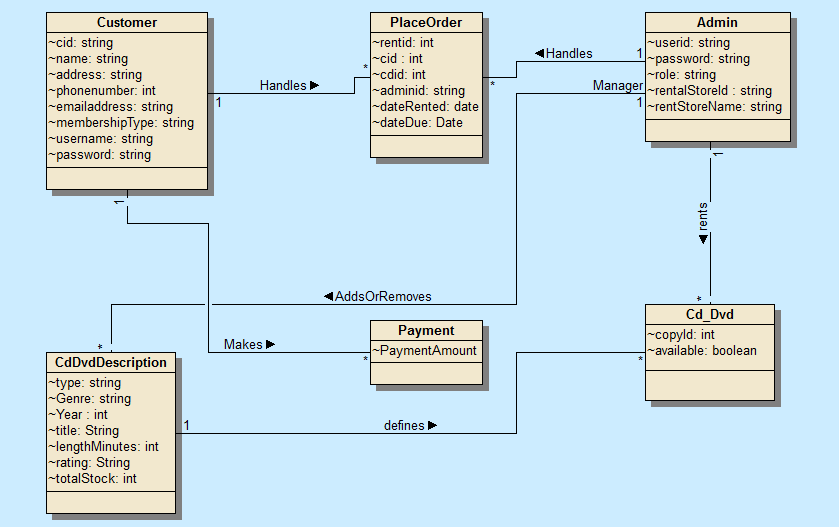 Customer
~cid: string
~name: string
~address: string
~phonenumber: int
~emailaddress: string
~membershipType: string
~username: string
~password: string
1
Handles ►
*
1
PlaceOrder
~rentid: int
~cid : int
~cdid: int
~adminid: string
~dateRented: date
~dateDue: Date
◄ Handles
1
*
Manager
1
Admin
~userid: string
~password: string
~role: string
~rentalStoreId : string
~rentStoreName: string
1
◄ rents
*
◄ AddsOrRemoves
*
Makes ►
*
Payment
~PaymentAmount
Cd_Dvd
~copyId: int
~available: boolean
*
CdDvdDescription
~type: string
~Genre: string
~Year : int
~title: String
~lengthMinutes: int
~rating: String
~totalStock: int
1
defines ►